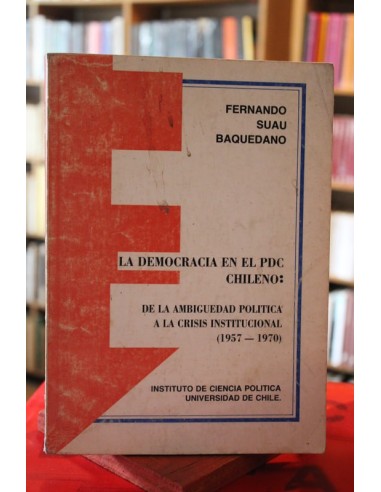 FERNANDO
SUAU
BAQUEDANO
LA DEMOCRACIA EN EL PDC
CHILENO:
DE LA AMBIGUEDAD POLITICA
A LA CRISIS INSTITUCIONAL
(1957 — 1970)
INSTITUTO DE CIENCIA POLITICA
UNIVERSIDAD DE CHILE.